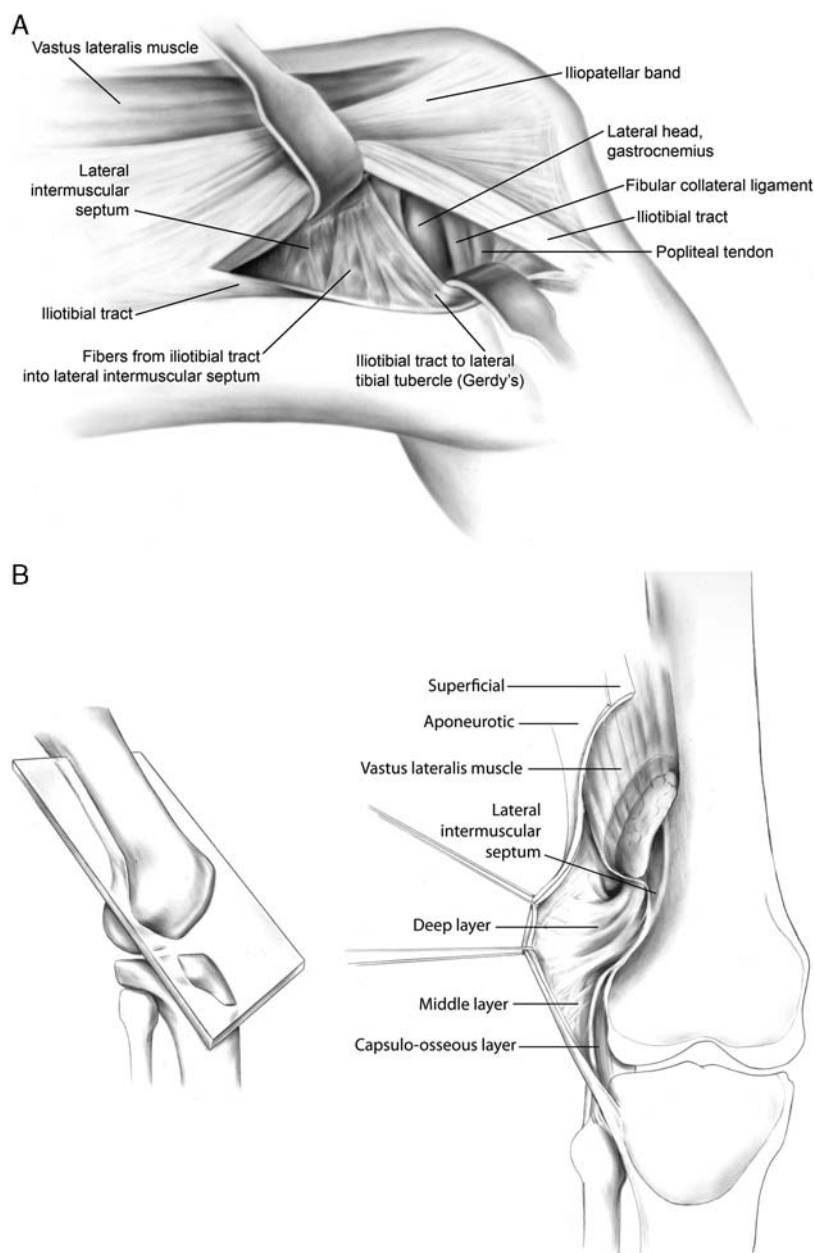 A
Vastus lateralis muscle
Iliopatellar band
Lateral head,
gastrocnemius
Lateral
intermuscular
septum
Fibular collateral ligament
Iliotibial tract
Popliteal tendon
Iliotibial tract
Fibers from iliotibial tract
into lateral intermuscular septum
Iliotibial tract to lateral
tibial tubercle (Gerdy's)
B
Superficial
Aponeurotic
Vastus lateralis muscle
Lateral
intermuscular
septum
Deep layer
Middle layer
Capsulo-osseous layer